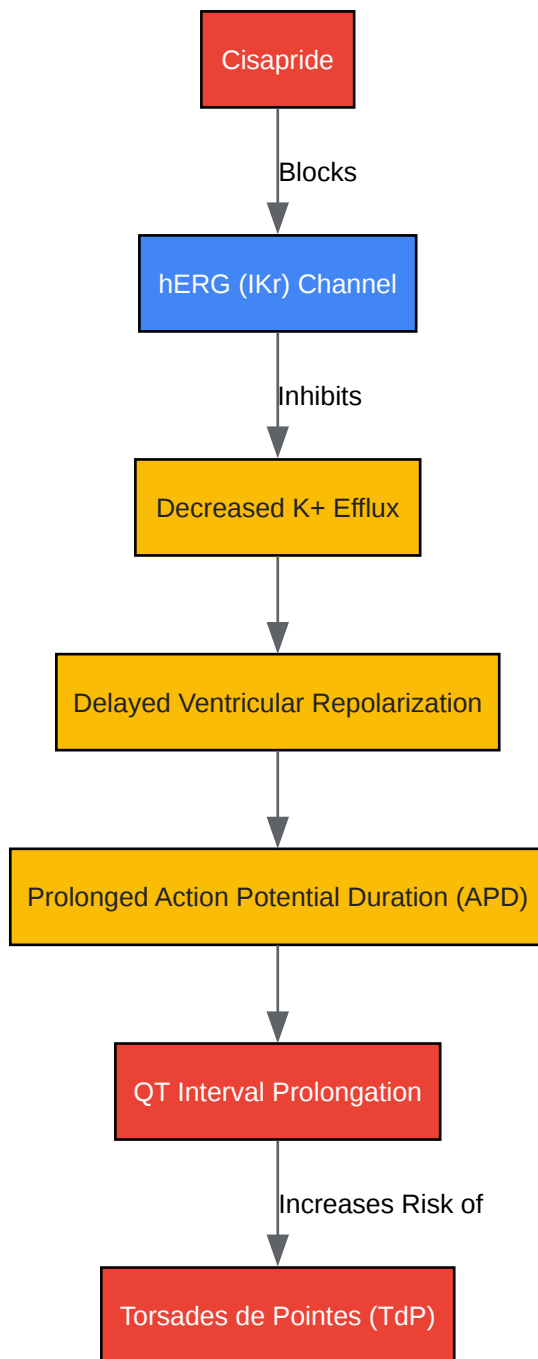 Cisapride
Blocks
hERG (IKr) Channel
Inhibits
Decreased K+ Efflux
Delayed Ventricular Repolarization
Prolonged Action Potential Duration (APD)
QT Interval Prolongation
Increases Risk of
Torsades de Pointes (TdP)